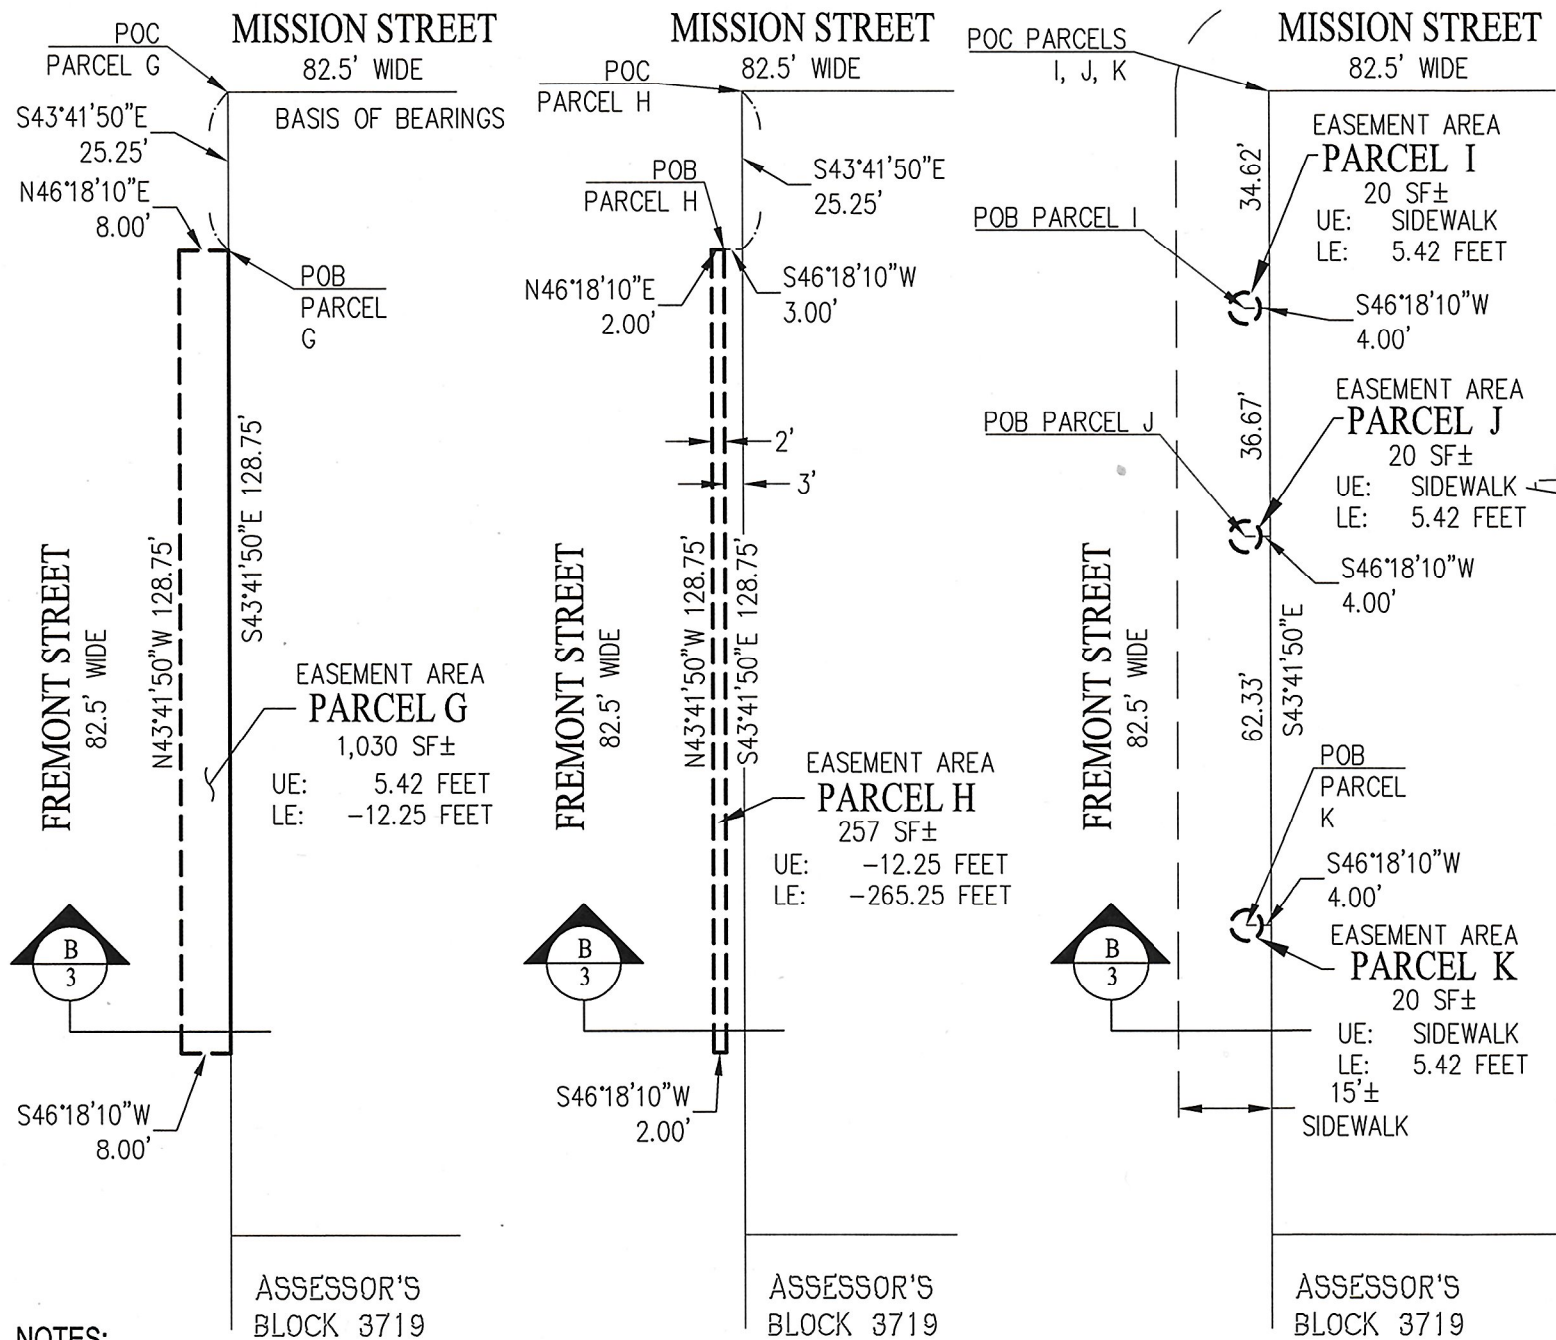 MISSION STREET
82.5' WIDE
POC
PARCEL G
S43°41'50"E
25.25'
BASIS OF BEARINGS
N46°18'10"E
8.00'
POB
PARCEL
G
S43°41'50"E 128.75'
N43°41'50"W 128.75'
FREMONT STREET
82.5' WIDE
EASEMENT AREA
PARCEL G
1,030 SF±
UE: 5.42 FEET
LE: -12.25 FEET
B
3
S46°18'10"W
8.00'
ASSESSOR'S
BLOCK 3719
NOTES:
MISSION STREET
82.5' WIDE
POC
PARCEL H
S43°41'50"E
25.25'
POB
PARCEL H
N46°18'10"E
2.00'
S46°18'10"W
3.00'
2'
3'
N43°41'50"W 128.75'
S43°41'50"E 128.75'
FREMONT STREET
82.5' WIDE
EASEMENT AREA
PARCEL H
257 SF±
UE: -12.25 FEET
LE: -265.25 FEET
B
3
S46°18'10"W
2.00'
ASSESSOR'S
BLOCK 3719
MISSION STREET
82.5' WIDE
POC PARCELS
I, J, K
34.62'
EASEMENT AREA
PARCEL I
20 SF±
UE: SIDEWALK
LE: 5.42 FEET
POB PARCEL I
S46°18'10"W
4.00'
36.67'
EASEMENT AREA
PARCEL J
20 SF±
UE: SIDEWALK
LE: 5.42 FEET
POB PARCEL J
S46°18'10"W
4.00'
FREMONT STREET
82.5' WIDE
62.33'
S43°41'50"E
POB
PARCEL
K
S46°18'10"W
4.00'
EASEMENT AREA
PARCEL K
20 SF±
UE: SIDEWALK
LE: 5.42 FEET
B
3
15'±
SIDEWALK
ASSESSOR'S
BLOCK 3719